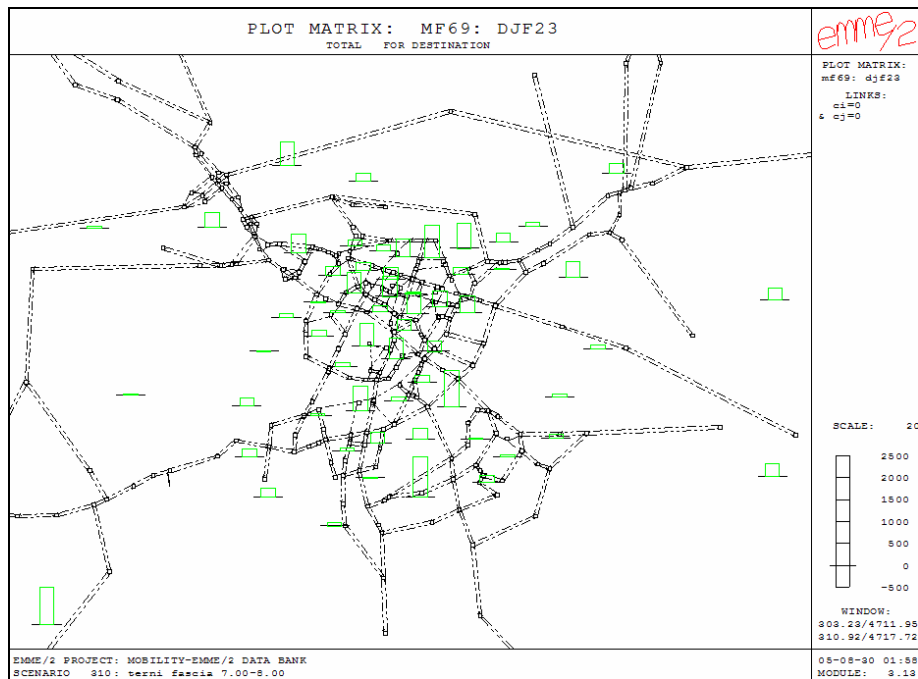 PLOT MATRIX: MF69: DJF23
TOTAL FOR DESTINATION
emme/2
PLOT MATRIX:
mf69: djf23
LINKS:
ci=0
& cj=0
SCALE: 20
2500
2000
1500
1000
500
0
-500
WINDOW:
303.23/4711.95
310.92/4717.72
EMME/2 PROJECT: MOBILITY-EMME/2 DATA BANK
SCENARIO 310: terni fascia 7.00-8.00
05-08-30 01:58
MODULE: 3.13